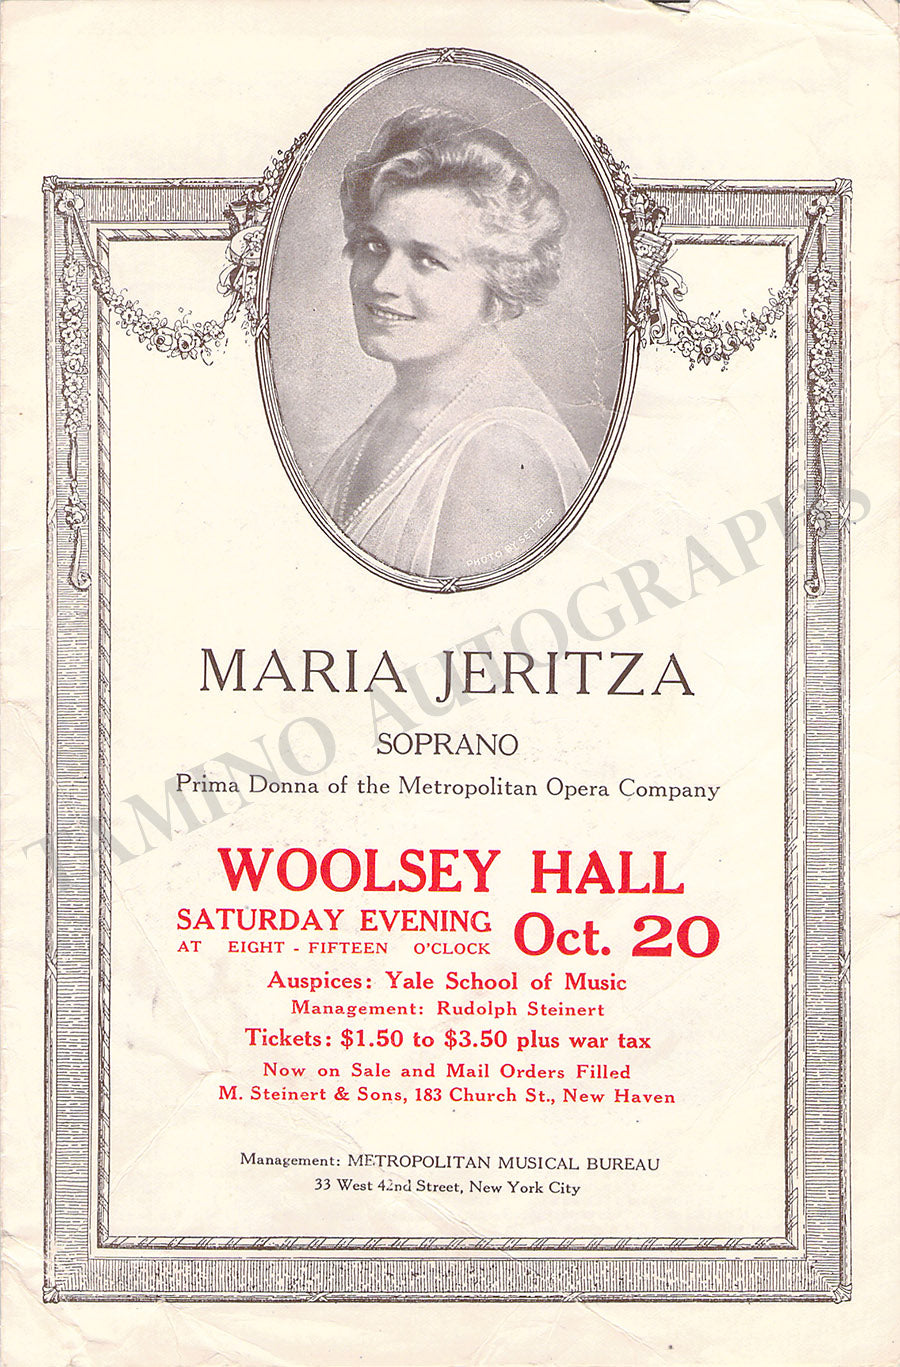 PHOTO BY SETZER
MARIA JERITZA
SOPRANO
Prima Donna of the Metropolitan Opera Company
WOOLSEY HALL
SATURDAY EVENING
AT EIGHT - FIFTEEN O'CLOCK
Oct. 20
Auspices: Yale School of Music
Management: Rudolph Steinert
Tickets: $1.50 to $3.50 plus war tax
Now on Sale and Mail Orders Filled
M. Steinert & Sons, 183 Church St., New Haven
Management: METROPOLITAN MUSICAL BUREAU
33 West 42nd Street, New York City
TAMINO AUTOGRAPHS